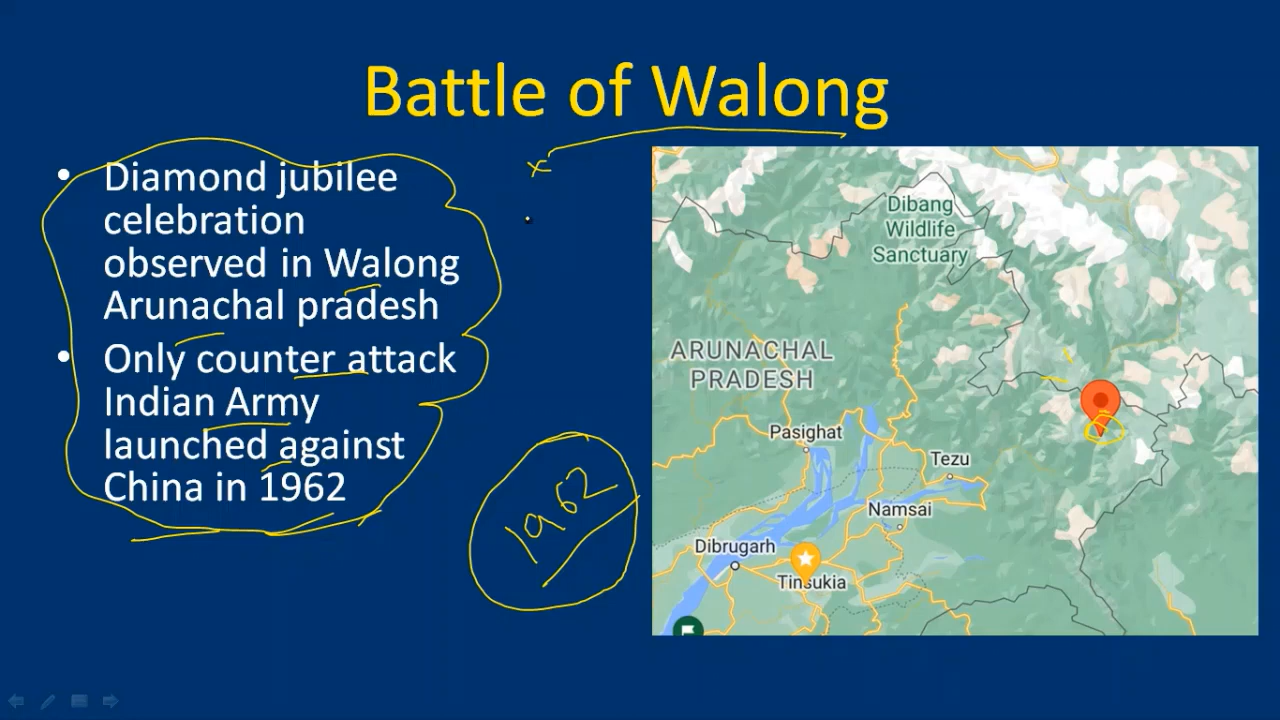 Battle of Walong
• Diamond jubilee
celebration
observed in Walong
Arunachal pradesh
• Only counter attack
Indian Army
launched against
China in 1962
1962
Dibang
Wildlife
Sanctuary
ARUNACHAL
PRADESH
Pasighat
Tezu
Namsai
Dibrugarh
Tinsukia